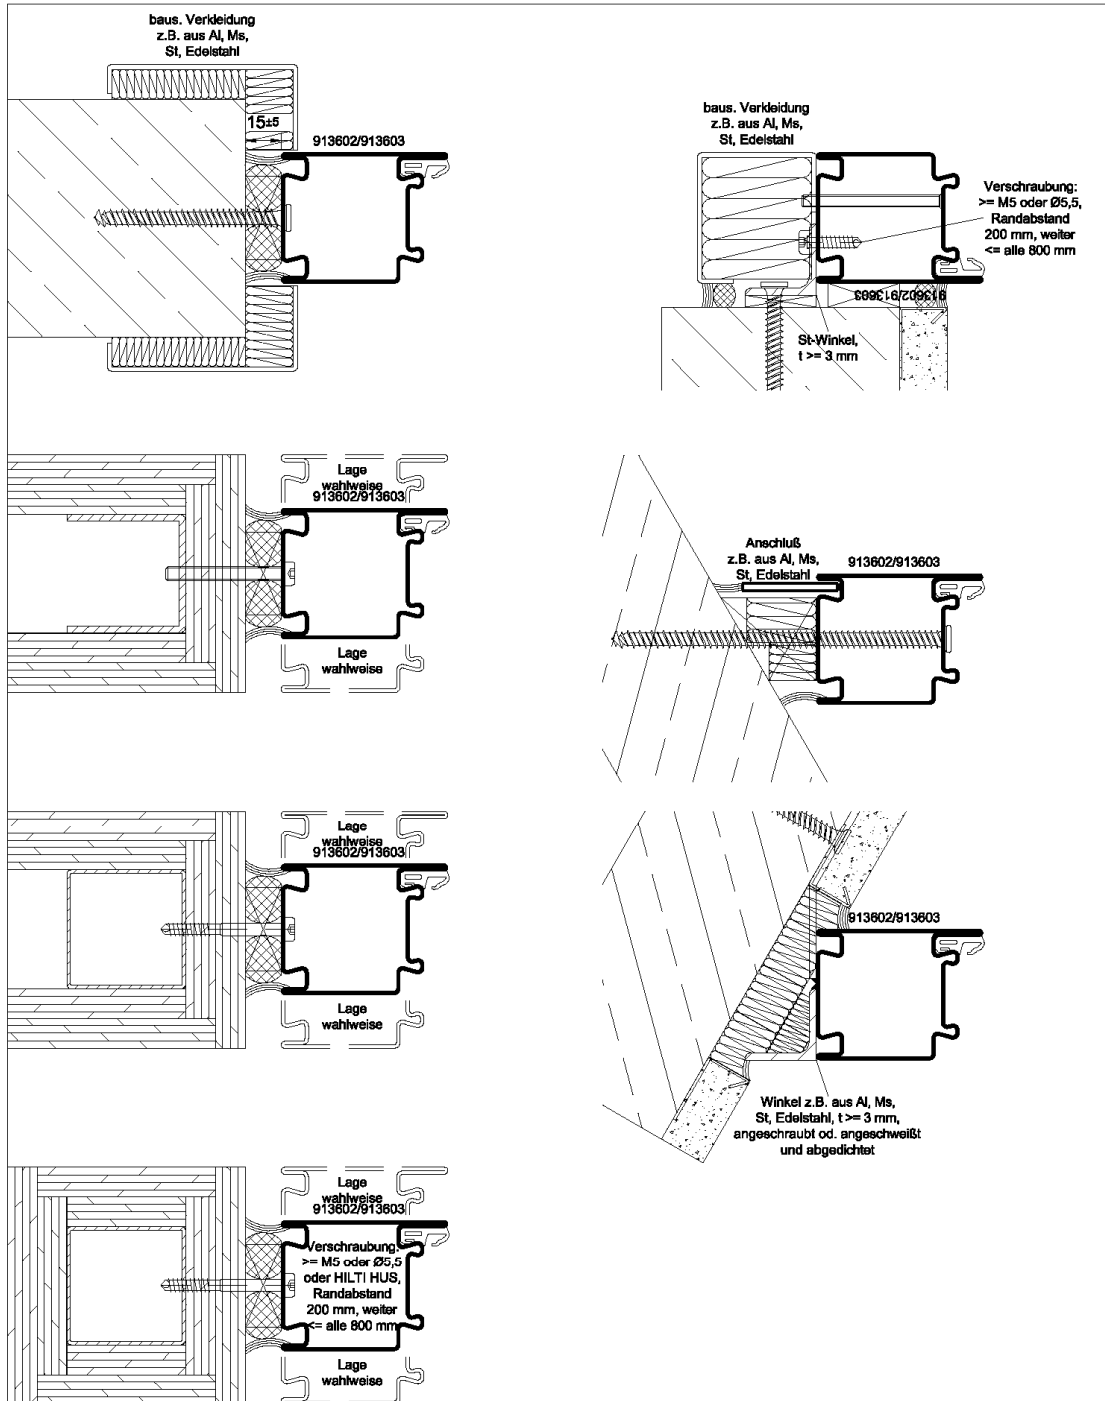 baus. Verkleidung
z.B. aus Al, Ms,
St, Edelstahl
15±5
913602/913603
baus. Verkleidung
z.B. aus Al, Ms,
St, Edelstahl
Verschraubung:
>= M5 oder Ø5,5,
Randabstand
200 mm, weiter
<= alle 800 mm
913602/913603
St-Winkel,
t >= 3 mm
Lage
wahlweise
913602/913603
Lage
wahlweise
Anschluß
z.B. aus Al, Ms,
St, Edelstahl
913602/913603
Lage
wahlweise
913602/913603
Lage
wahlweise
913602/913603
Winkel z.B. aus Al, Ms,
St, Edelstahl, t >= 3 mm,
angeschraubt od. angeschweißt
und abgedichtet
Lage
wahlweise
913602/913603
Verschraubung:
>= M5 oder Ø5,5
oder HILTI HUS,
Randabstand
200 mm, weiter
<= alle 800 mm
Lage
wahlweise